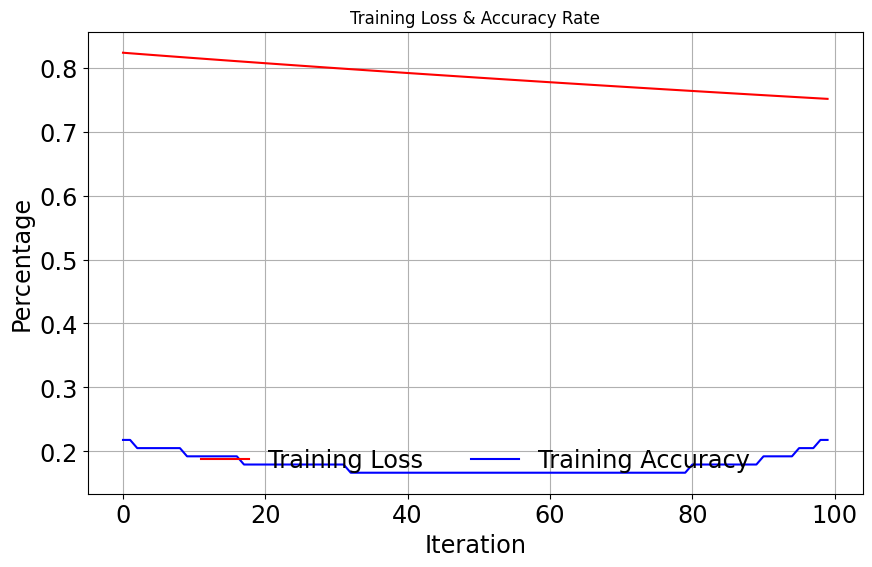 Training Loss & Accuracy Rate
Percentage
0.8
0.7
0.6
0.5
0.4
0.3
0.2
Training Loss Training Accuracy
0 20 40 60 80 100
Iteration